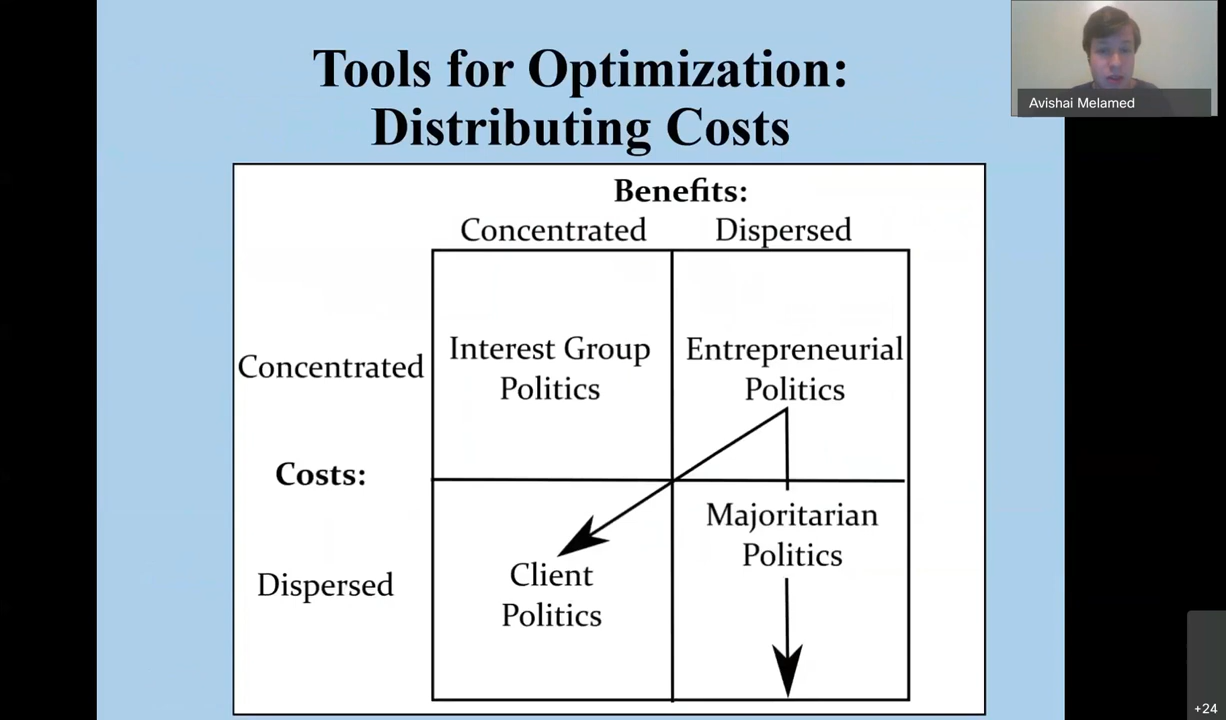 Tools for Optimization:
Distributing Costs
Avishai Melamed
Benefits:
Concentrated
Dispersed
Concentrated
Interest Group
Politics
Entrepreneurial
Politics
Costs:
Dispersed
Client
Politics
Majoritarian
Politics
+24